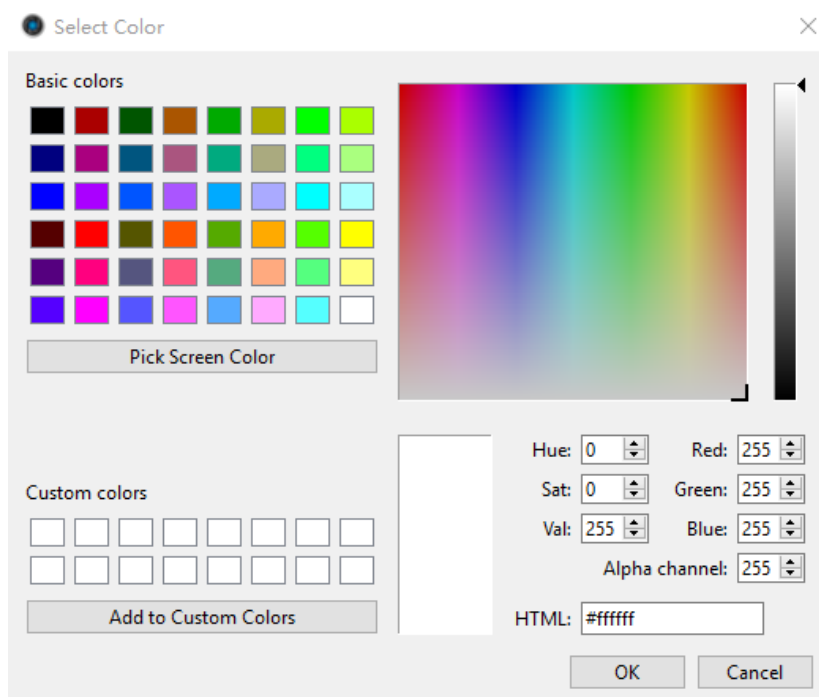 Select Color
Basic colors
Pick Screen Color
Custom colors
Add to Custom Colors
Hue: 0 Red: 255
Sat: 0 Green: 255
Val: 255 Blue: 255
Alpha channel: 255
HTML: #ffffff
OK Cancel